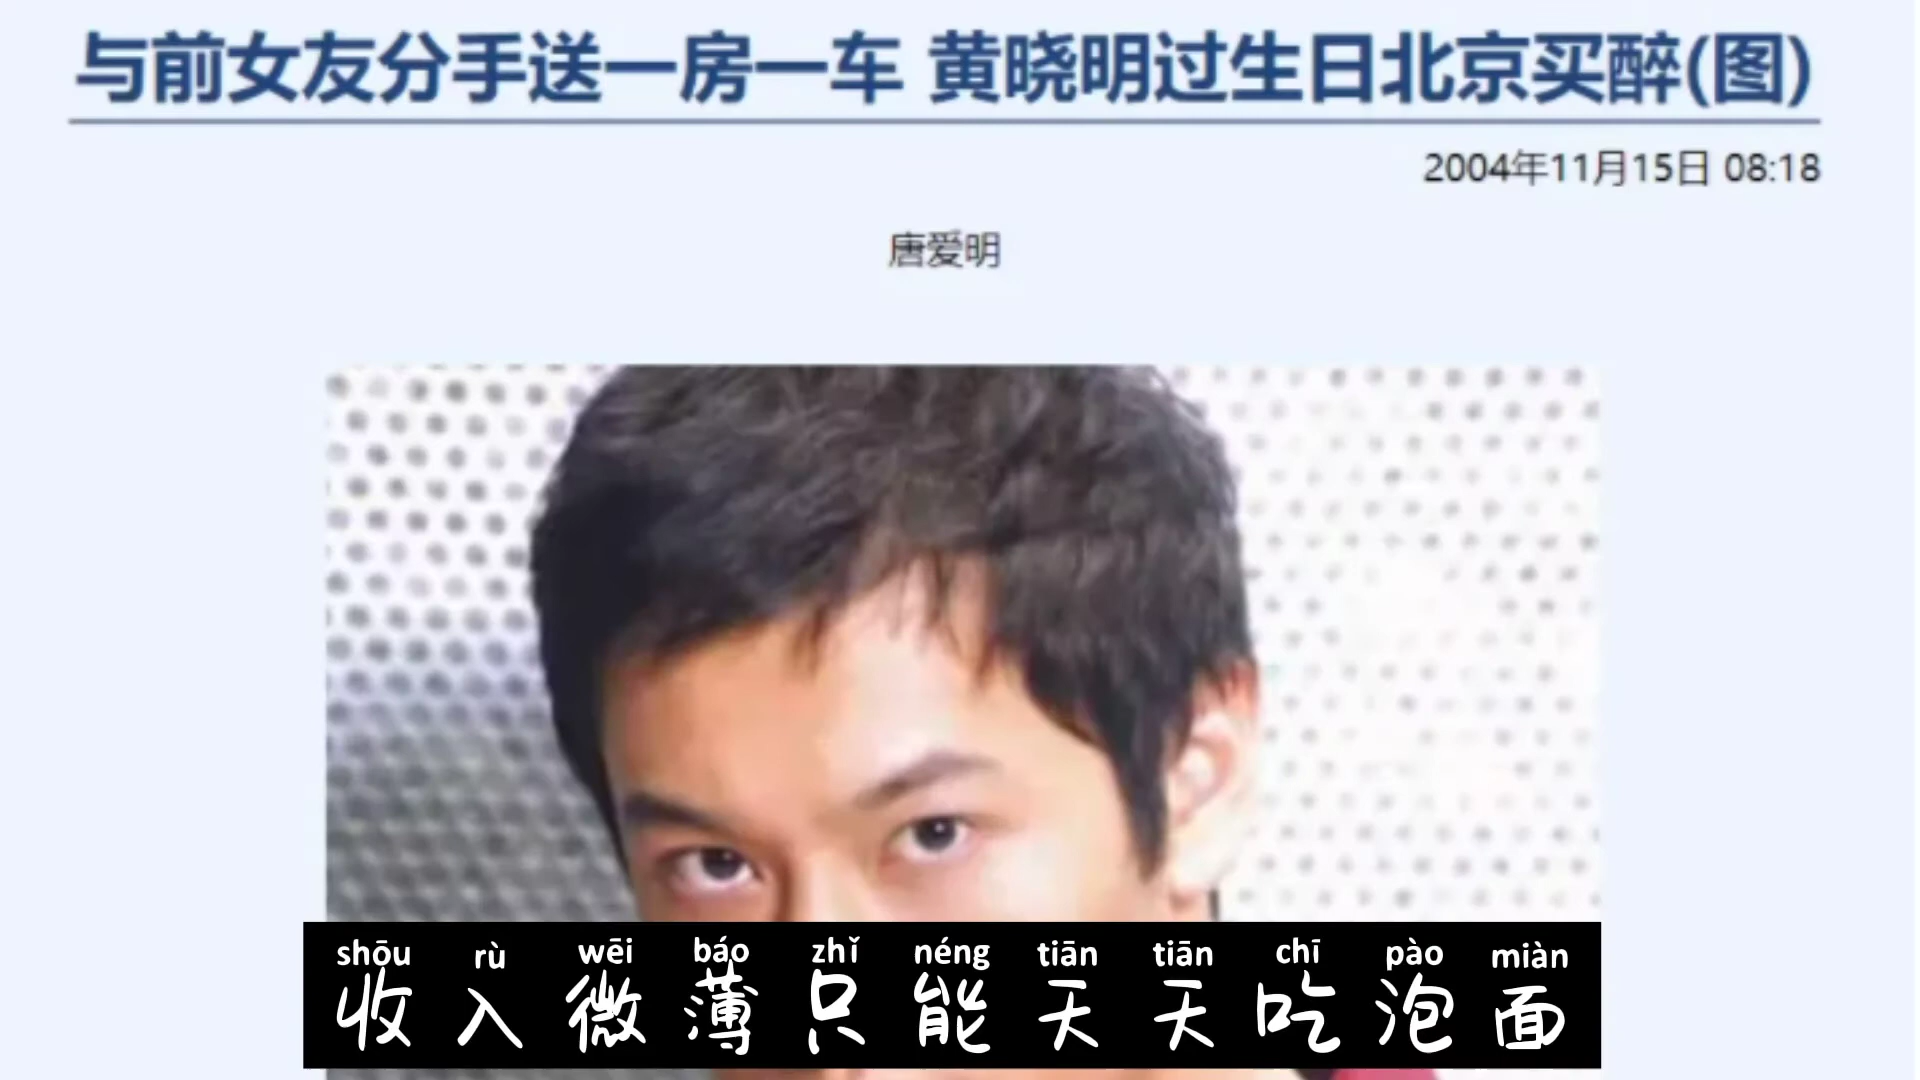 与前女友分手送一房一车 黄晓明过生日北京买醉(图)
2004年11月15日 08:18
唐爱明
shōu rù wēi báo zhǐ néng tiān tiān chī pào miàn
收入微薄只能天天吃泡面